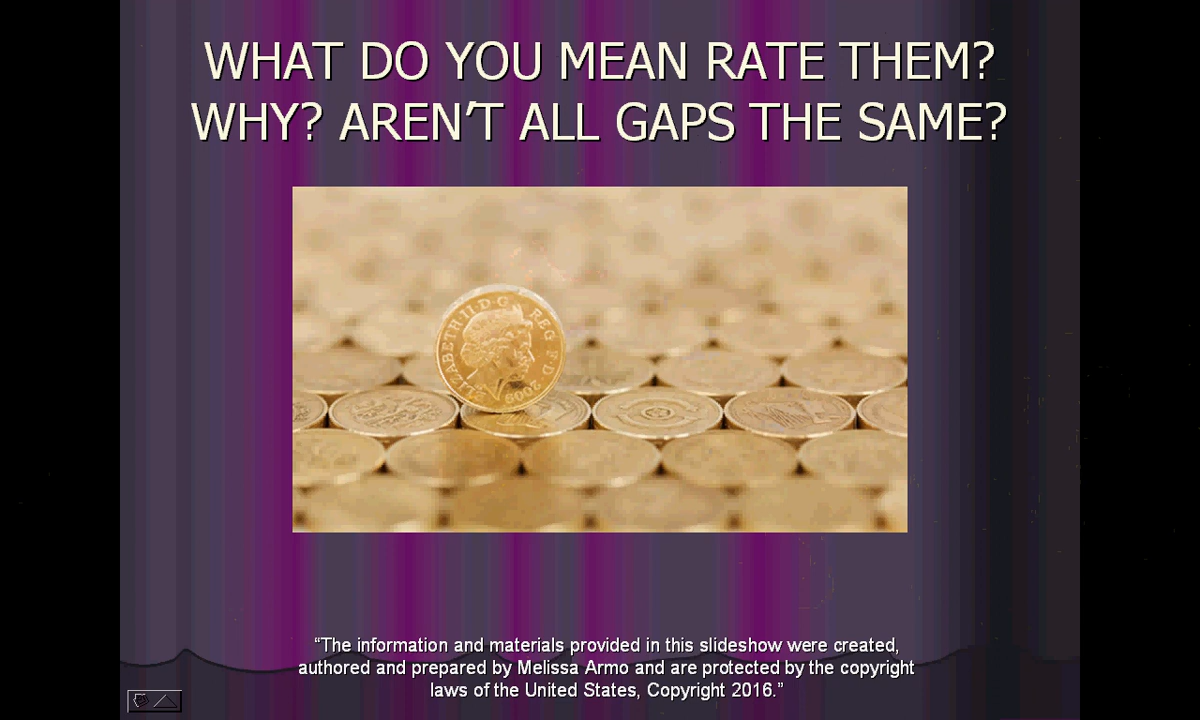 WHAT DO YOU MEAN RATE THEM?
WHY? AREN'T ALL GAPS THE SAME?
ELIZABETH·II·D·G REG F·D 2009
“The information and materials provided in this slideshow were created,
authored and prepared by Melissa Armo and are protected by the copyright
laws of the United States, Copyright 2016.”